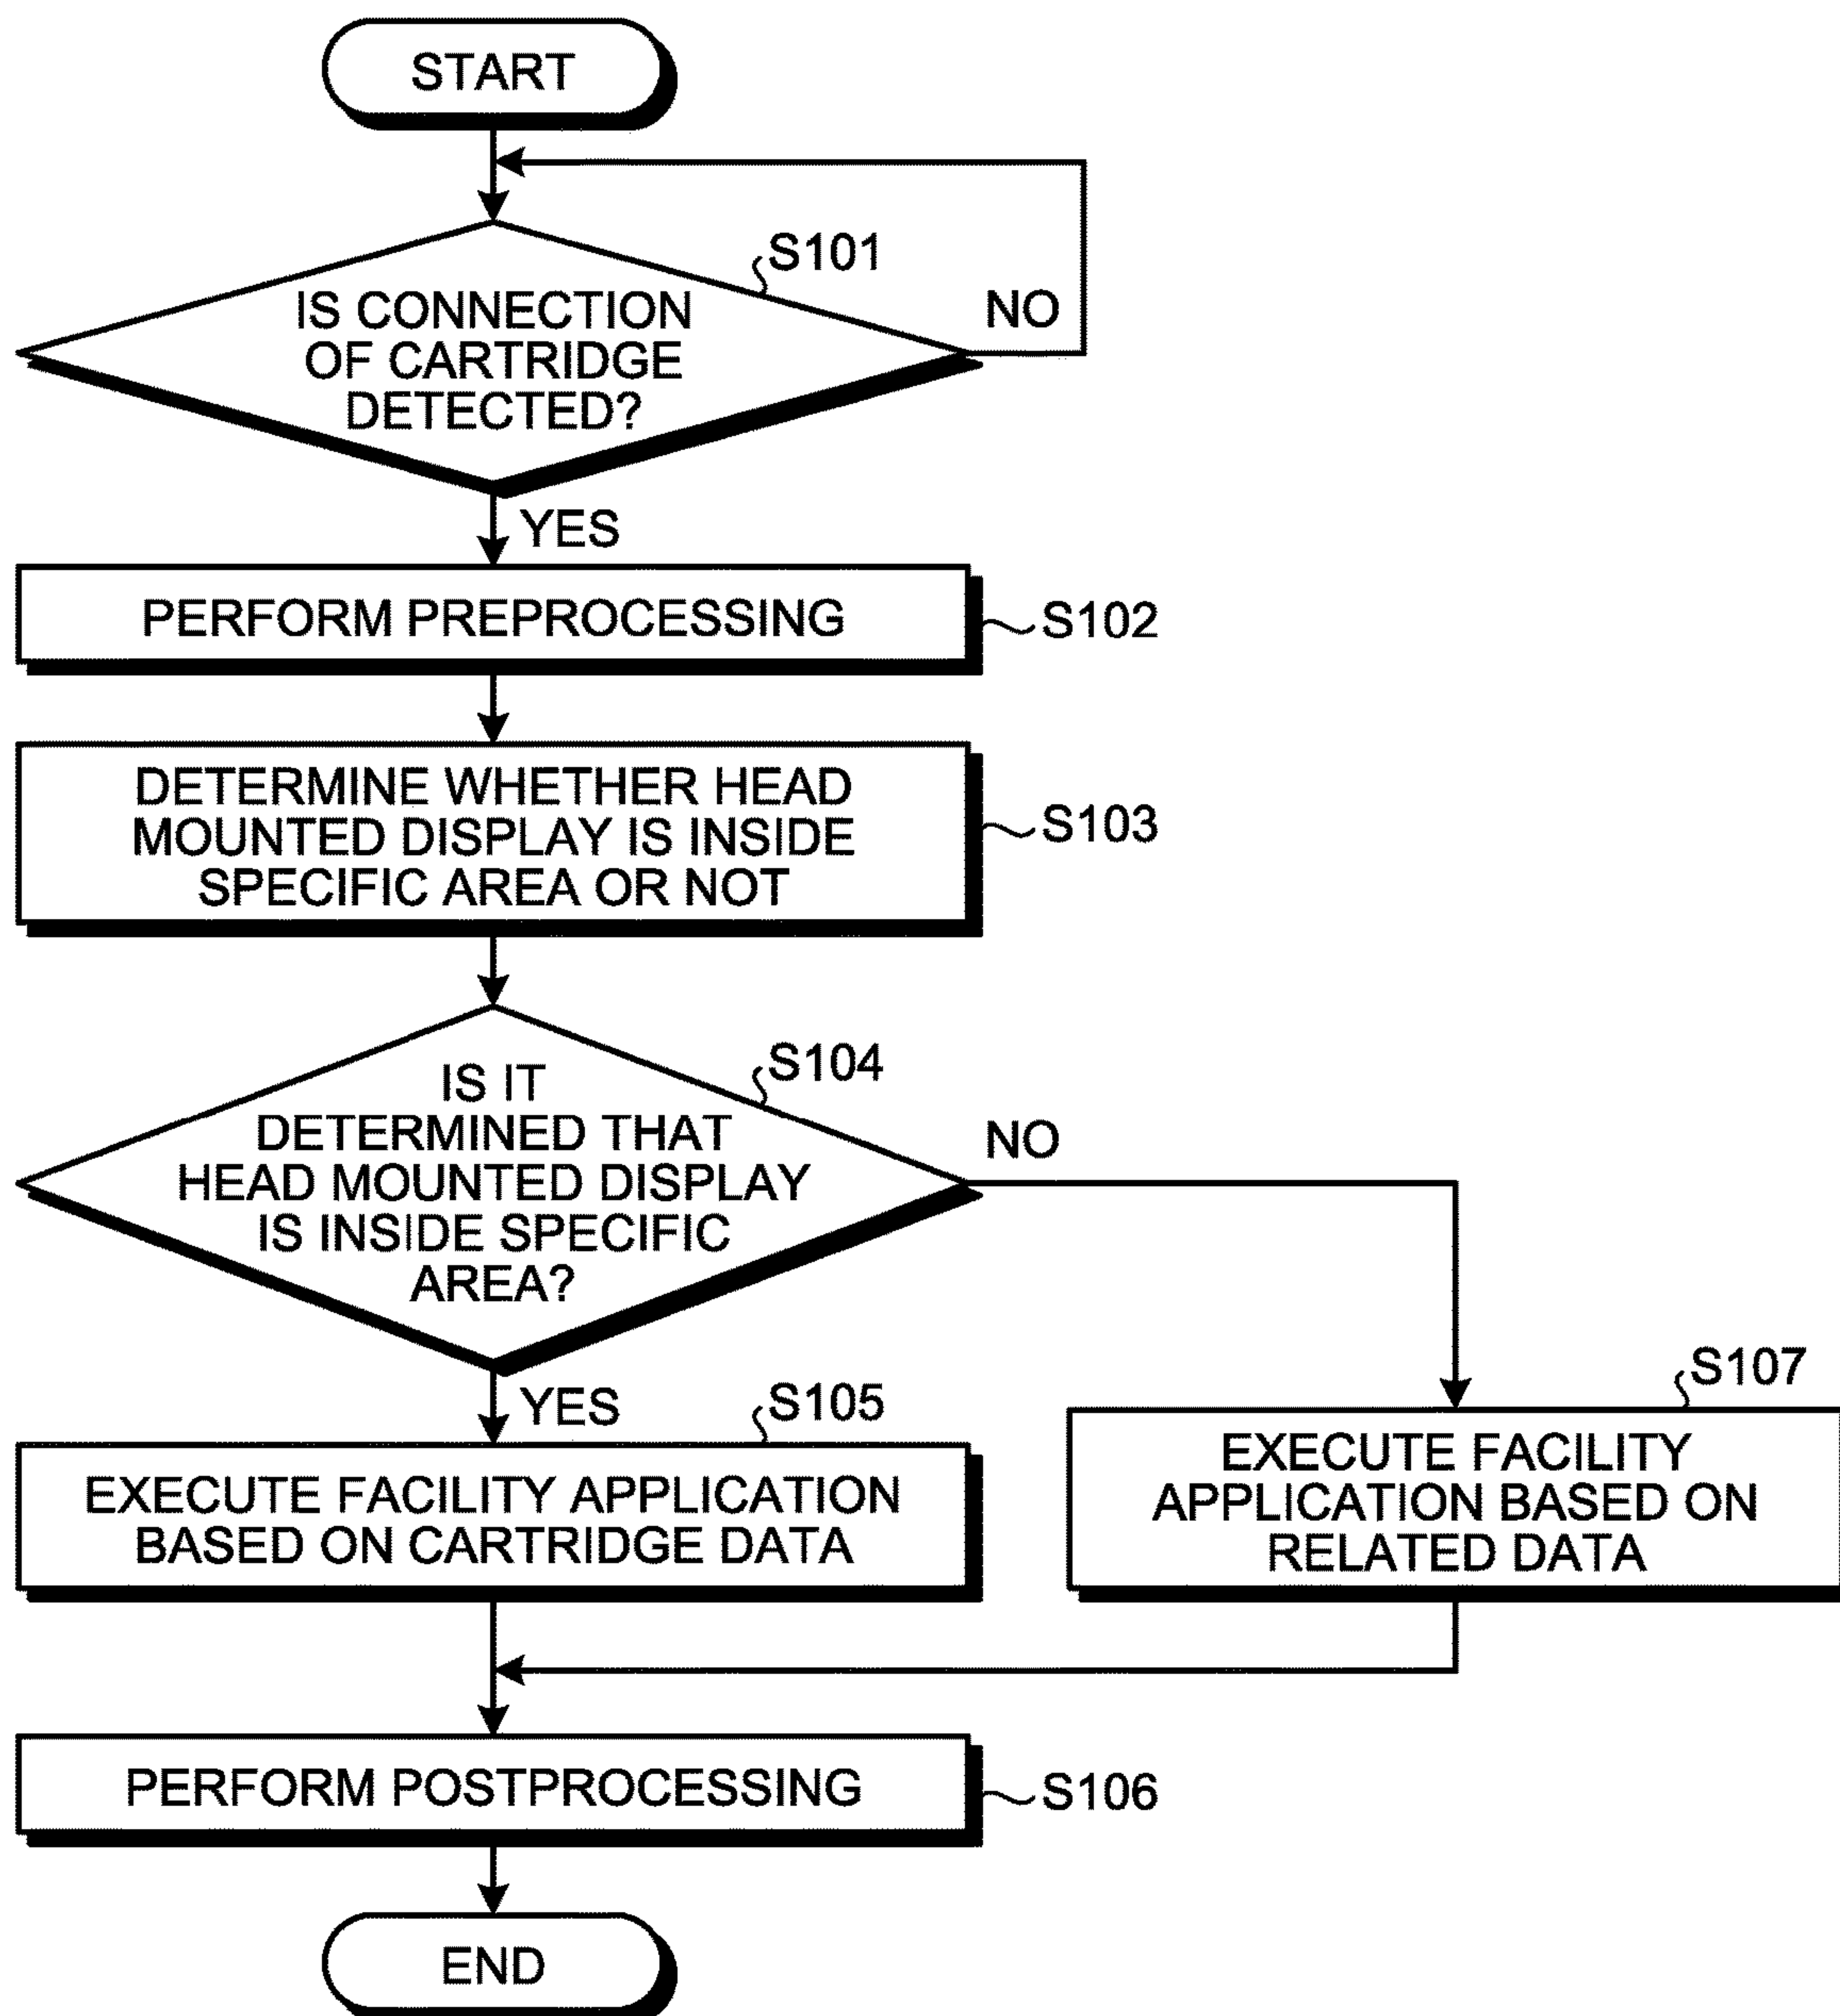 START
S101
IS CONNECTION
OF CARTRIDGE
DETECTED?
NO
YES
PERFORM PREPROCESSING
S102
DETERMINE WHETHER HEAD
MOUNTED DISPLAY IS INSIDE
SPECIFIC AREA OR NOT
S103
S104
IS IT
DETERMINED THAT
HEAD MOUNTED DISPLAY
IS INSIDE SPECIFIC
AREA?
NO
YES
S105
EXECUTE FACILITY APPLICATION
BASED ON CARTRIDGE DATA
S107
EXECUTE FACILITY
APPLICATION BASED ON
RELATED DATA
PERFORM POSTPROCESSING
S106
END